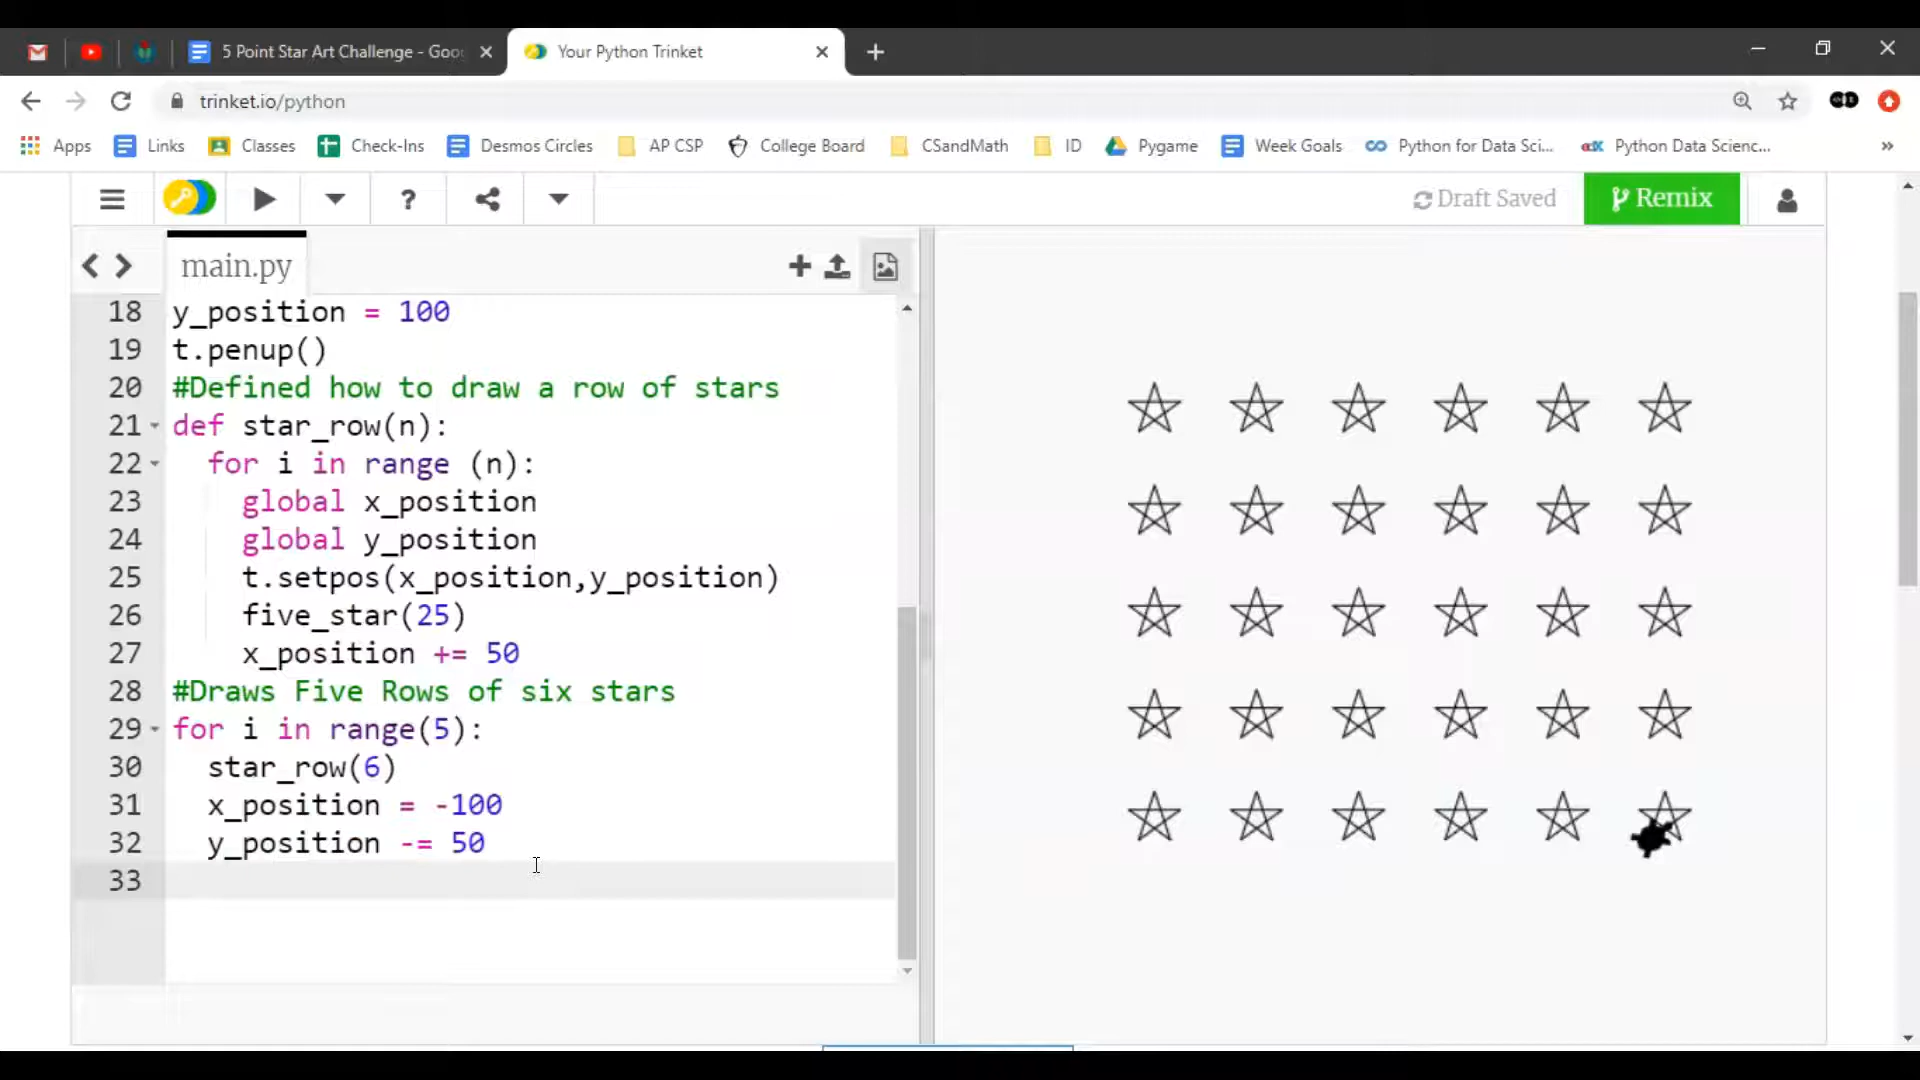 5 Point Star Art Challenge - Goo
Your Python Trinket
trinket.io/python
Apps Links Classes Check-Ins Desmos Circles AP CSP College Board CSandMath ID Pygame Week Goals Python for Data Sci... Python Data Scienc... »
? Draft Saved Remix
main.py
18 y_position = 100
19 t.penup()
20 #Defined how to draw a row of stars
21 def star_row(n):
22 for i in range (n):
23 global x_position
24 global y_position
25 t.setpos(x_position,y_position)
26 five_star(25)
27 x_position += 50
28 #Draws Five Rows of six stars
29 for i in range(5):
30 star_row(6)
31 x_position = -100
32 y_position -= 50
33